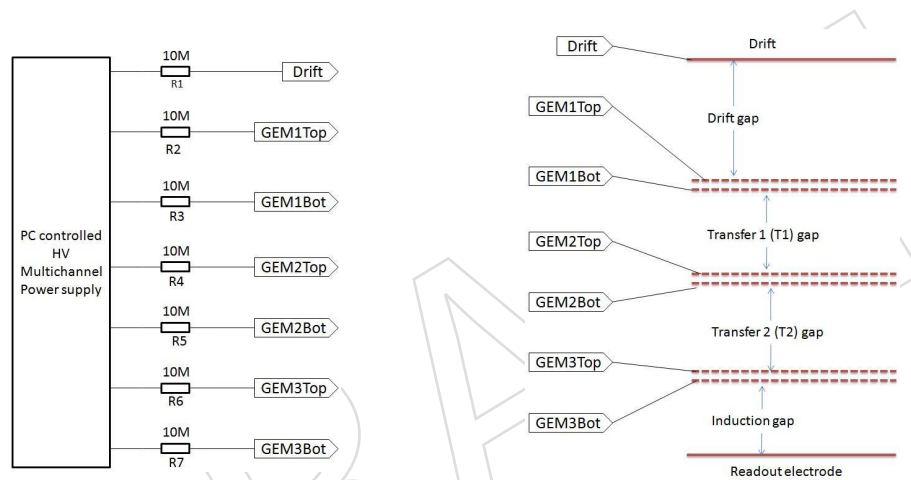 PC controlled
HV
Multichannel
Power supply
10M
R1
Drift
10M
R2
GEM1Top
10M
R3
GEM1Bot
10M
R4
GEM2Top
10M
R5
GEM2Bot
10M
R6
GEM3Top
10M
R7
GEM3Bot
Drift
Drift
Drift gap
GEM1Top
GEM1Bot
Transfer 1 (T1) gap
GEM2Top
GEM2Bot
Transfer 2 (T2) gap
GEM3Top
GEM3Bot
Induction gap
Readout electrode